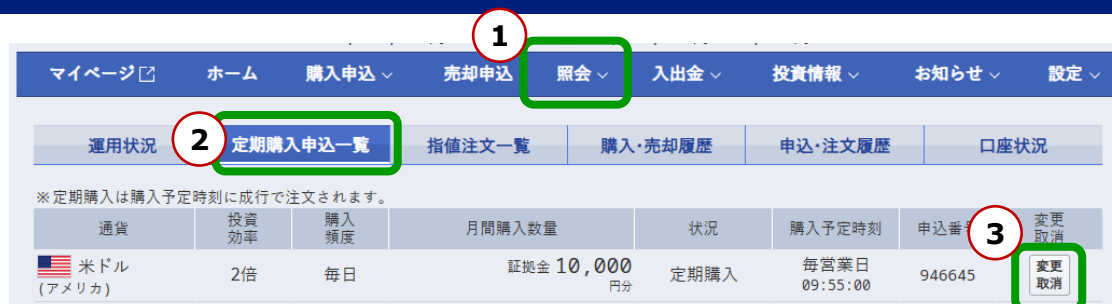 1
マイページ ホーム 購入申込 売却申込 照会 入出金 投資情報 お知らせ 設定
2
運用状況 定期購入申込一覧 指値注文一覧 購入・売却履歴 申込・注文履歴 口座状況
※定期購入は購入予定時刻に成行で注文されます。
通貨 投資効率 購入頻度 月間購入数量 状況 購入予定時刻 申込番 3 変更取消
米ドル
(アメリカ)
2倍 毎日 証拠金 10,000 円分 定期購入 毎営業日 09:55:00 946645 変更取消